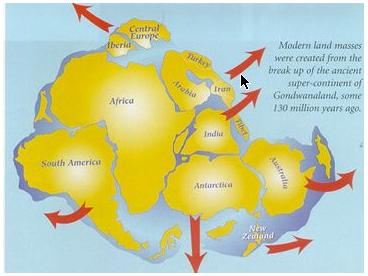 Central
Europe
Iberia
Turkey
Modern land masses
were created from the
break up of the ancient
super-continent of
Gondwanaland, some
130 million years ago.
Arabia
Iran
Africa
India
Tibet
South America
Antarctica
Australia
New
Zealand